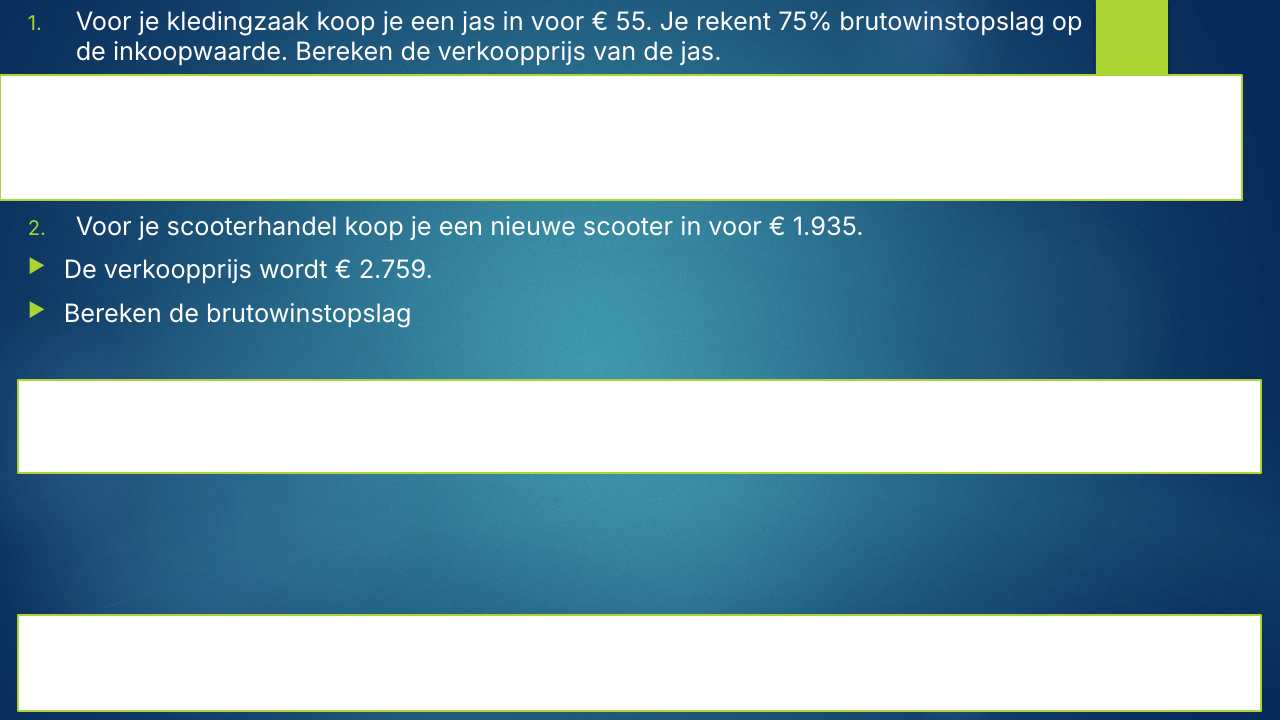 1. Voor je kledingzaak koop je een jas in voor € 55. Je rekent 75% brutowinstopslag op
de inkoopwaarde. Bereken de verkoopprijs van de jas.
2. Voor je scooterhandel koop je een nieuwe scooter in voor € 1.935.
De verkoopprijs wordt € 2.759.
Bereken de brutowinstopslag